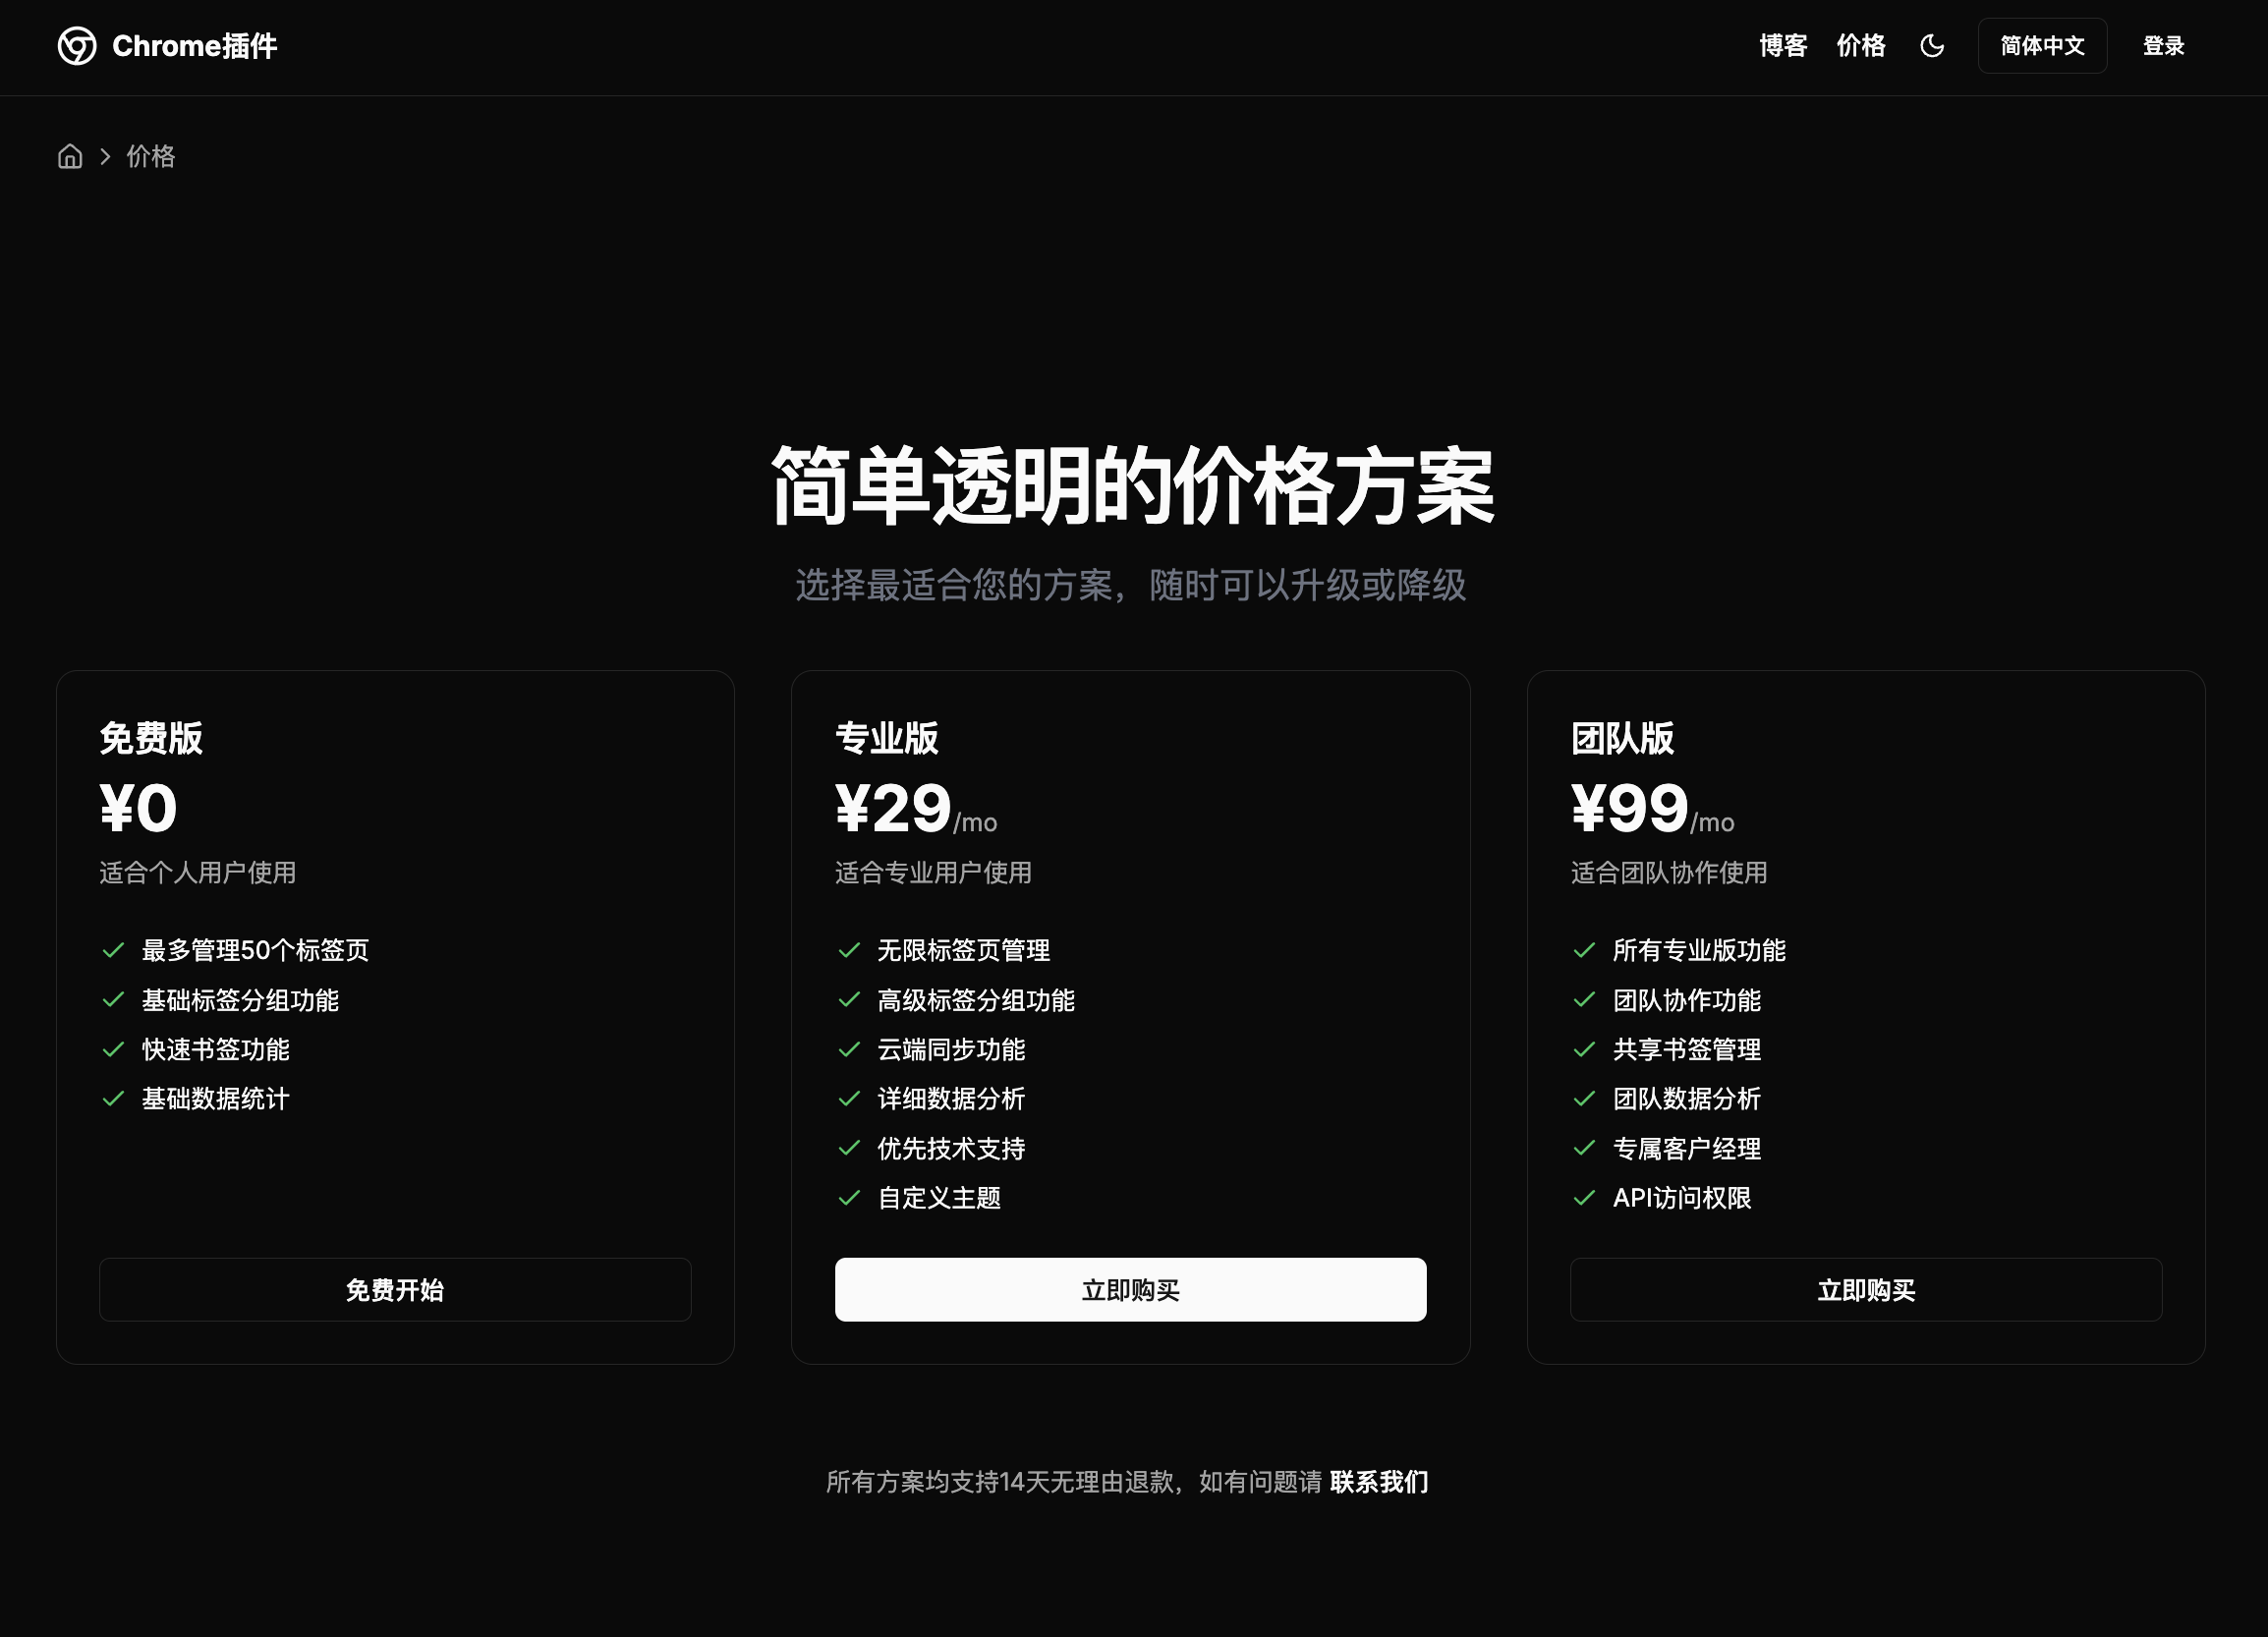 Chrome插件
博客 价格 简体中文 登录
价格
简单透明的价格方案
选择最适合您的方案，随时可以升级或降级
免费版
¥0
适合个人用户使用
最多管理50个标签页
基础标签分组功能
快速书签功能
基础数据统计
免费开始
专业版
¥29/mo
适合专业用户使用
无限标签页管理
高级标签分组功能
云端同步功能
详细数据分析
优先技术支持
自定义主题
立即购买
团队版
¥99/mo
适合团队协作使用
所有专业版功能
团队协作功能
共享书签管理
团队数据分析
专属客户经理
API访问权限
立即购买
所有方案均支持14天无理由退款，如有问题请 联系我们